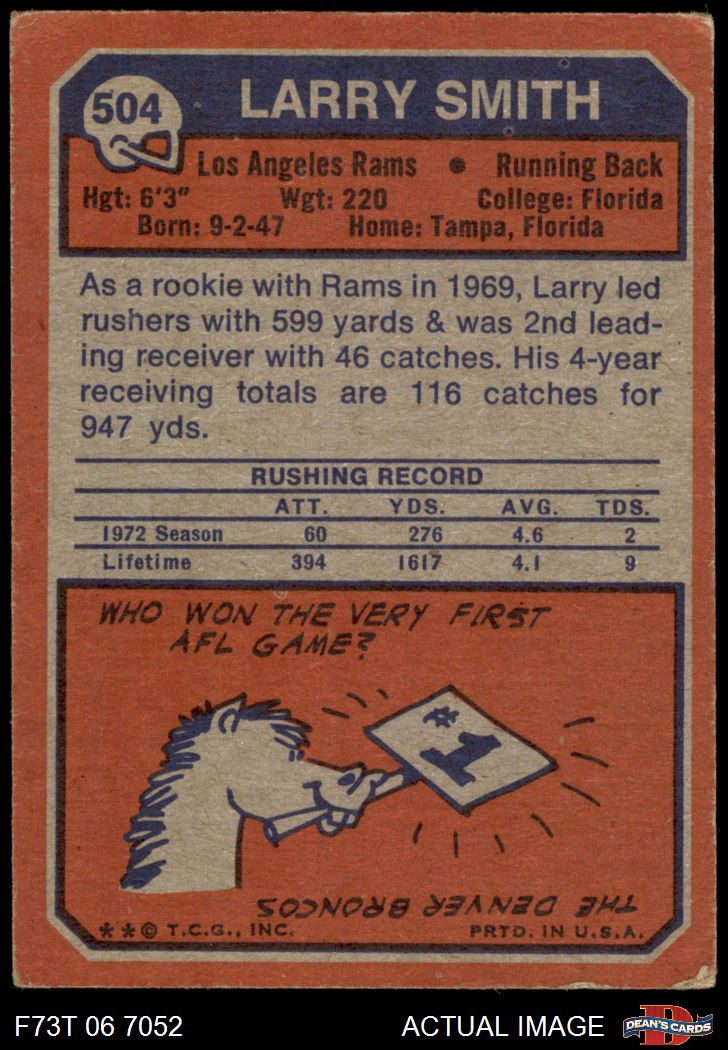 504
LARRY SMITH
Los Angeles Rams • Running Back
Hgt: 6'3" Wgt: 220 College: Florida
Born: 9-2-47 Home: Tampa, Florida
As a rookie with Rams in 1969, Larry led
rushers with 599 yards & was 2nd lead-
ing receiver with 46 catches. His 4-year
receiving totals are 116 catches for
947 yds.
RUSHING RECORD
ATT. YDS. AVG. TDS.
1972 Season 60 276 4.6 2
Lifetime 394 1617 4.1 9
WHO WON THE VERY FIRST
AFL GAME?
#1
THE DENVER BRONCOS
**© T.C.G., INC. PRTD. IN U.S.A.
F73T 06 7052 ACTUAL IMAGE D DEAN'S CARDS